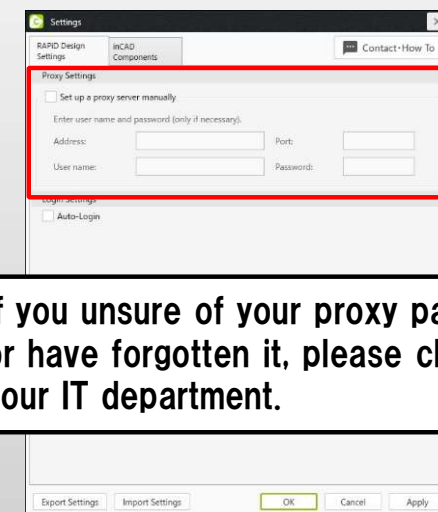 Settings
RAPiD Design
Settings
inCAD
Components
Contact・How To
Proxy Settings
Set up a proxy server manually
Enter user name and password (only if necessary).
Address:
Port:
User name:
Password:
Login Settings
Auto-Login
f you unsure of your proxy pa
or have forgotten it, please c
our IT department.
Export Settings
Import Settings
OK
Cancel
Apply